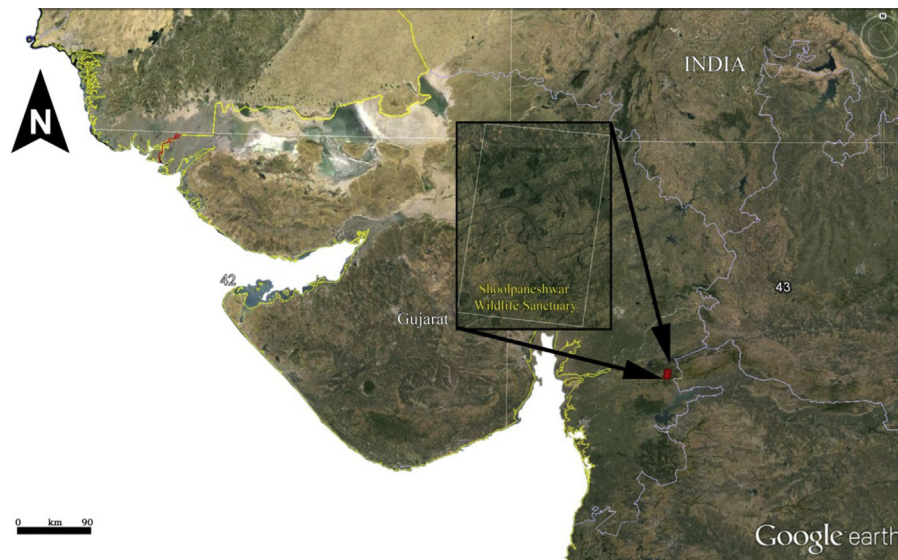 N
INDIA
N
42
43
Shoolpaneshwar
Wildlife Sanctuary
Gujarat
0 km 90
Google earth